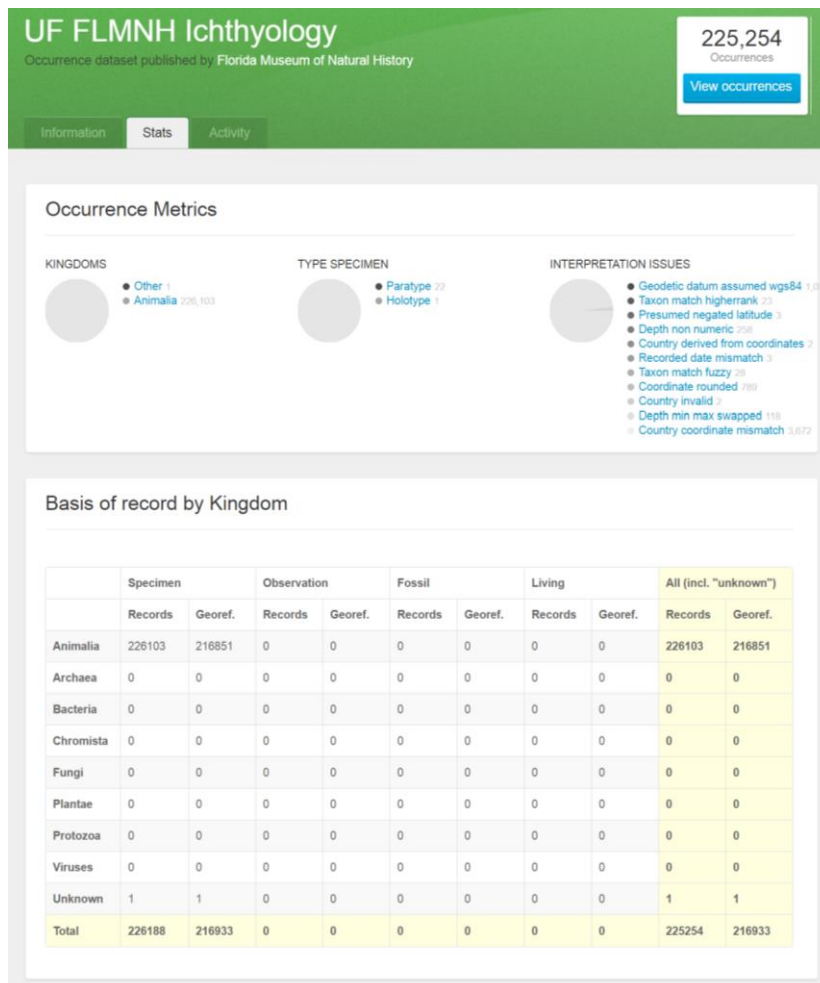 UF FLMNH Ichthyology
Occurrence dataset published by Florida Museum of Natural History
225,254
Occurrences
View occurrences
Information Stats Activity
Occurrence Metrics
KINGDOMS
Other 1
Animalia 226,103
TYPE SPECIMEN
Paratype 22
Holotype 1
INTERPRETATION ISSUES
Geodetic datum assumed wgs84 1,0
Taxon match higherrank 23
Presumed negated latitude 3
Depth non numeric 258
Country derived from coordinates 2
Recorded date mismatch 3
Taxon match fuzzy 28
Coordinate rounded 789
Country invalid 2
Depth min max swapped 118
Country coordinate mismatch 3,672
Basis of record by Kingdom
Specimen Observation Fossil Living All (incl. "unknown")
Records Georef. Records Georef. Records Georef. Records Georef. Records Georef.
Animalia 226103 216851 0 0 0 0 0 0 226103 216851
Archaea 0 0 0 0 0 0 0 0 0 0
Bacteria 0 0 0 0 0 0 0 0 0 0
Chromista 0 0 0 0 0 0 0 0 0 0
Fungi 0 0 0 0 0 0 0 0 0 0
Plantae 0 0 0 0 0 0 0 0 0 0
Protozoa 0 0 0 0 0 0 0 0 0 0
Viruses 0 0 0 0 0 0 0 0 0 0
Unknown 1 1 0 0 0 0 0 0 1 1
Total 226188 216933 0 0 0 0 0 0 225254 216933